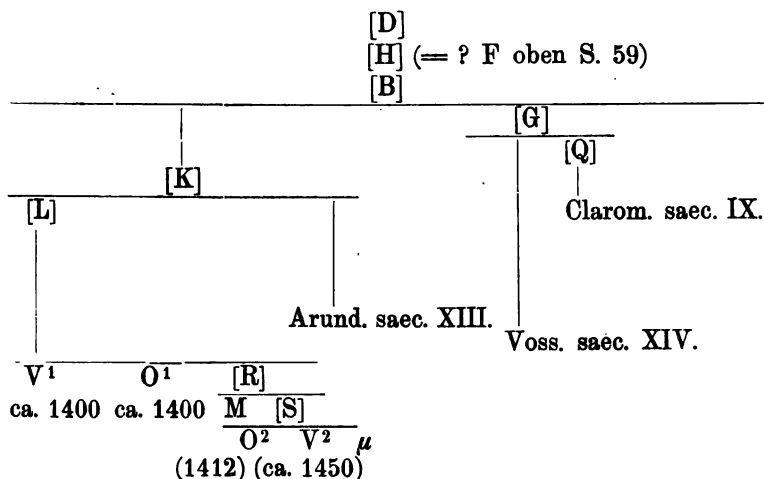 [D]
[H] (= ? F oben S. 59)
[B]
[G]
[Q]
[K]
[L]
Clarom. saec. IX.
Arund. saec. XIII.
Voss. saec. XIV.
V¹ O¹ [R]
ca. 1400 ca. 1400 M [S]
O² V² μ
(1412) (ca. 1450)